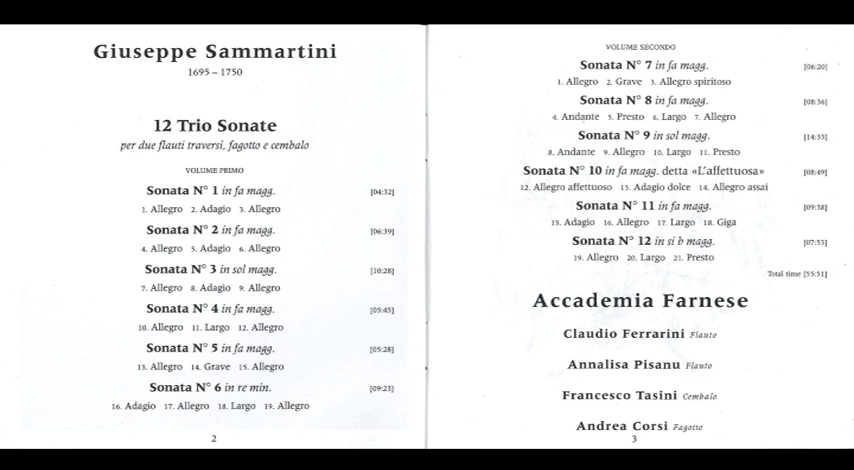 Giuseppe Sammartini
1695 – 1750
12 Trio Sonate
per due flauti traversi, fagotto e cembalo
VOLUME PRIMO
Sonata N° 1 in fa magg. [04:32]
1. Allegro 2. Adagio 3. Allegro
Sonata N° 2 in fa magg. [06:39]
4. Allegro 5. Adagio 6. Allegro
Sonata N° 3 in sol magg. [10:28]
7. Allegro 8. Adagio 9. Allegro
Sonata N° 4 in fa magg. [05:45]
10. Allegro 11. Largo 12. Allegro
Sonata N° 5 in fa magg. [05:28]
13. Allegro 14. Grave 15. Allegro
Sonata N° 6 in re min. [09:23]
16. Adagio 17. Allegro 18. Largo 19. Allegro
2
VOLUME SECONDO
Sonata N° 7 in fa magg. [06:20]
1. Allegro 2. Grave 3. Allegro spiritoso
Sonata N° 8 in fa magg. [08:36]
4. Andante 5. Presto 6. Largo 7. Allegro
Sonata N° 9 in sol magg. [14:33]
8. Andante 9. Allegro 10. Largo 11. Presto
Sonata N° 10 in fa magg. detta «L'affettuosa» [08:49]
12. Allegro affettuoso 13. Adagio dolce 14. Allegro assai
Sonata N° 11 in fa magg. [09:38]
15. Adagio 16. Allegro 17. Largo 18. Giga
Sonata N° 12 in si b magg. [07:53]
19. Allegro 20. Largo 21. Presto
Total time [55:51]
Accademia Farnese
Claudio Ferrarini Flauto
Annalisa Pisanu Flauto
Francesco Tasini Cembalo
Andrea Corsi Fagotto
3